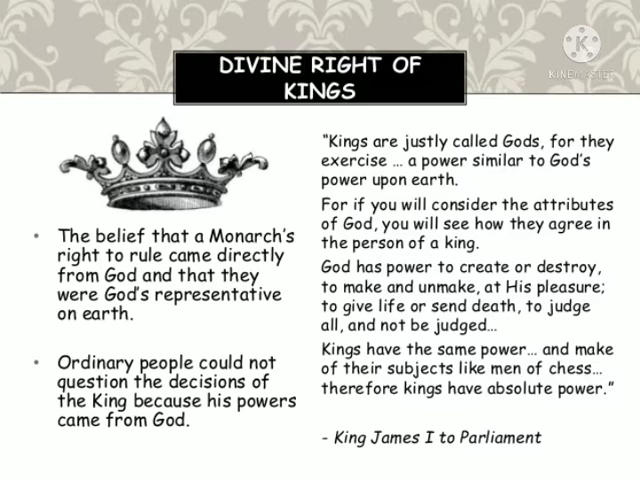 KINEMASTER
DIVINE RIGHT OF
KINGS
• The belief that a Monarch's
right to rule came directly
from God and that they
were God's representative
on earth.
• Ordinary people could not
question the decisions of
the King because his powers
came from God.
"Kings are justly called Gods, for they
exercise … a power similar to God's
power upon earth.
For if you will consider the attributes
of God, you will see how they agree in
the person of a king.
God has power to create or destroy,
to make and unmake, at His pleasure;
to give life or send death, to judge
all, and not be judged…
Kings have the same power… and make
of their subjects like men of chess…
therefore kings have absolute power."
- King James I to Parliament